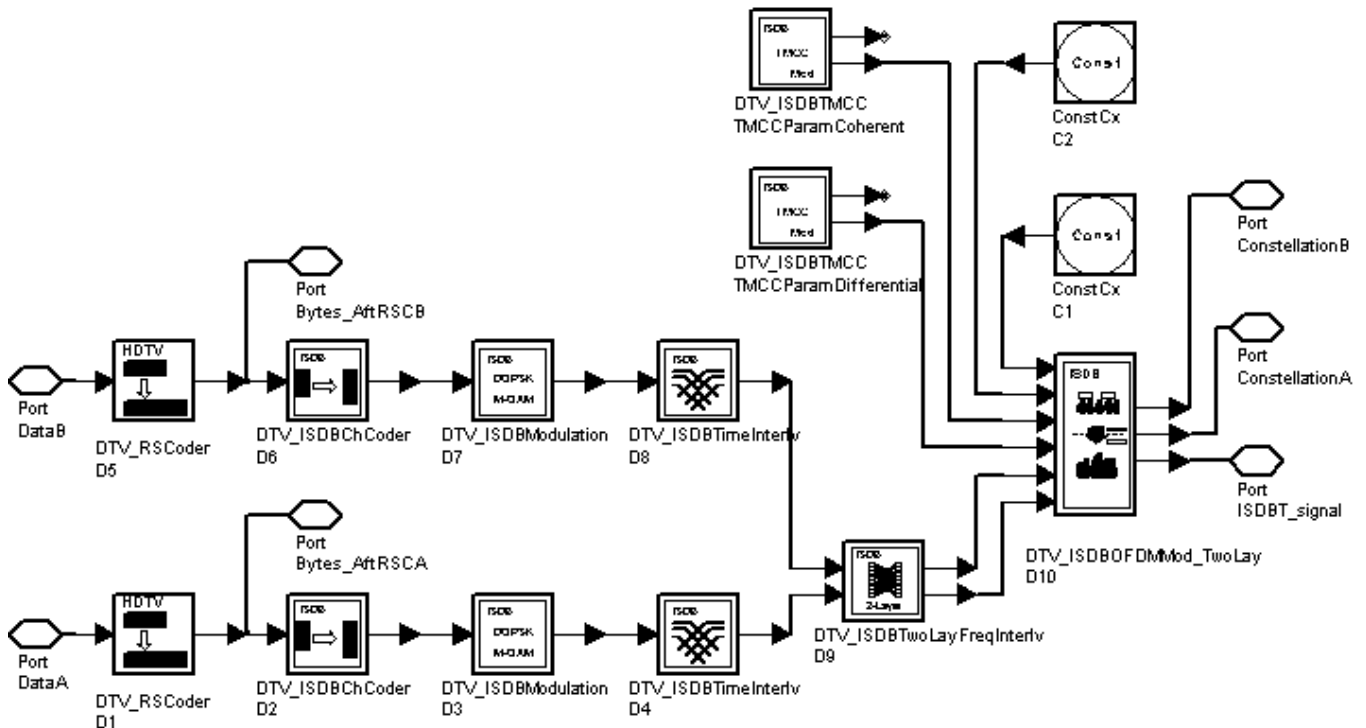 ISDB
TMCC
Mod
DTV_ISDBTMCC
TMCCParamCoherent
Const
ConstCx
C2
ISDB
TMCC
Mod
DTV_ISDBTMCC
TMCCParamDifferential
Const
ConstCx
C1
Port
ConstellationB
Port
ConstellationA
Port
ISDBT_signal
ISDB
DTV_ISDBOFDMMod_TwoLay
D10
Port
Bytes_AftRSCB
Port
DataB
HDTV
DTV_RSCoder
D5
ISDB
DTV_ISDBChCoder
D6
ISDB
DQPSK
M-QAM
DTV_ISDBModulation
D7
ISDB
DTV_ISDBTimeInterlv
D8
Port
Bytes_AftRSCA
Port
DataA
HDTV
DTV_RSCoder
D1
ISDB
DTV_ISDBChCoder
D2
ISDB
DQPSK
M-QAM
DTV_ISDBModulation
D3
ISDB
DTV_ISDBTimeInterlv
D4
ISDB
2-Layer
DTV_ISDBTwoLayFreqInterlv
D9